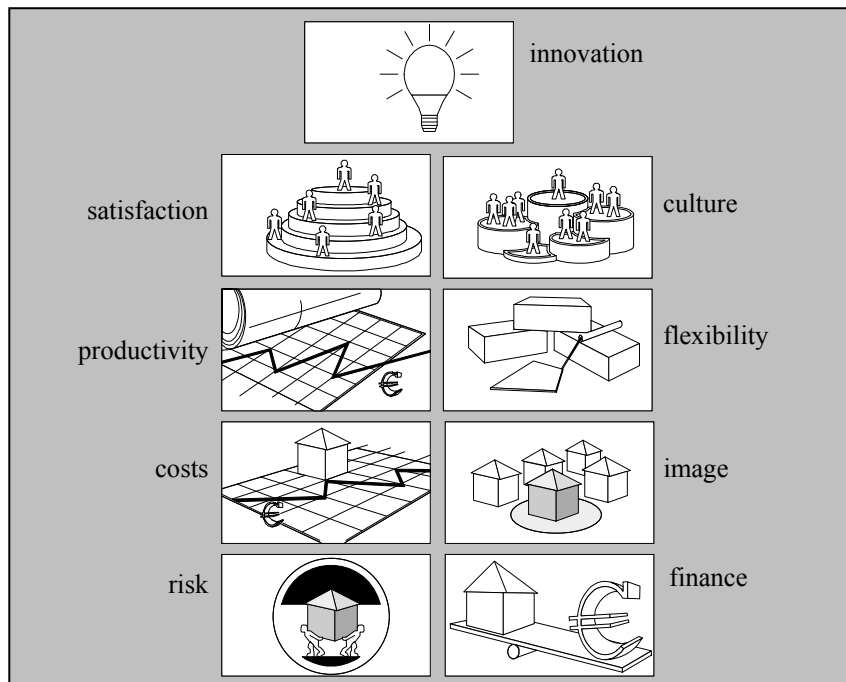 innovation
satisfaction
culture
productivity
flexibility
costs
image
risk
finance